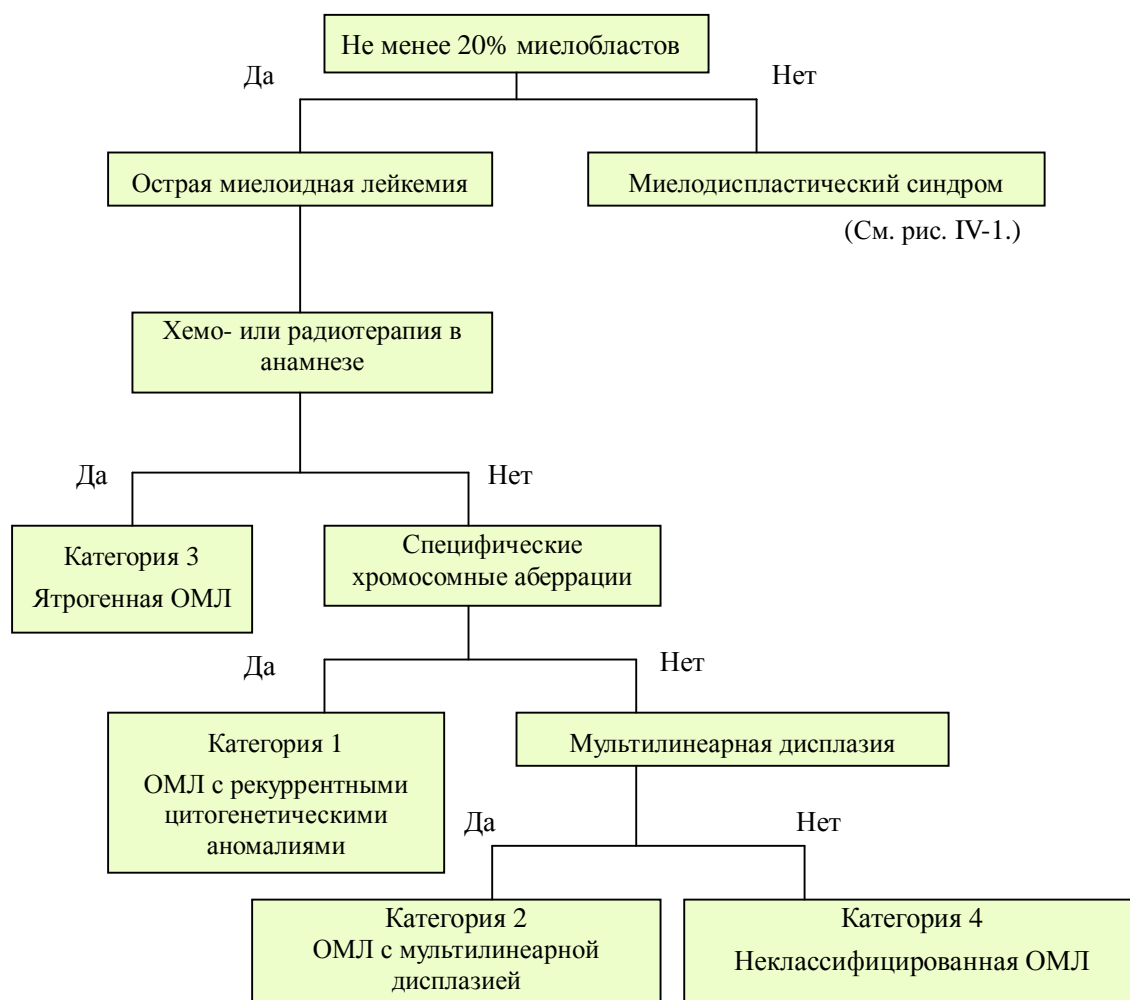 Не менее 20% миелобластов
Да
Нет
Острая миелоидная лейкемия
Миелодиспластический синдром
(См. рис. IV-1.)
Хемо- или радиотерапия в
анамнезе
Да
Нет
Категория 3
Ятрогенная ОМЛ
Специфические
хромосомные аберрации
Да
Нет
Категория 1
ОМЛ с рекуррентными
цитогенетическими
аномалиями
Мультилинеарная дисплазия
Да
Нет
Категория 2
ОМЛ с мультилинеарной
дисплазией
Категория 4
Неклассифицированная ОМЛ